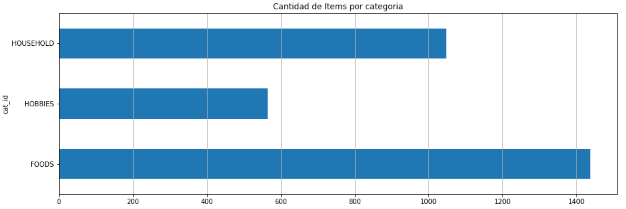 Cantidad de Items por categoria
HOUSEHOLD
HOBBIES
FOODS
cat_id
0 200 400 600 800 1000 1200 1400